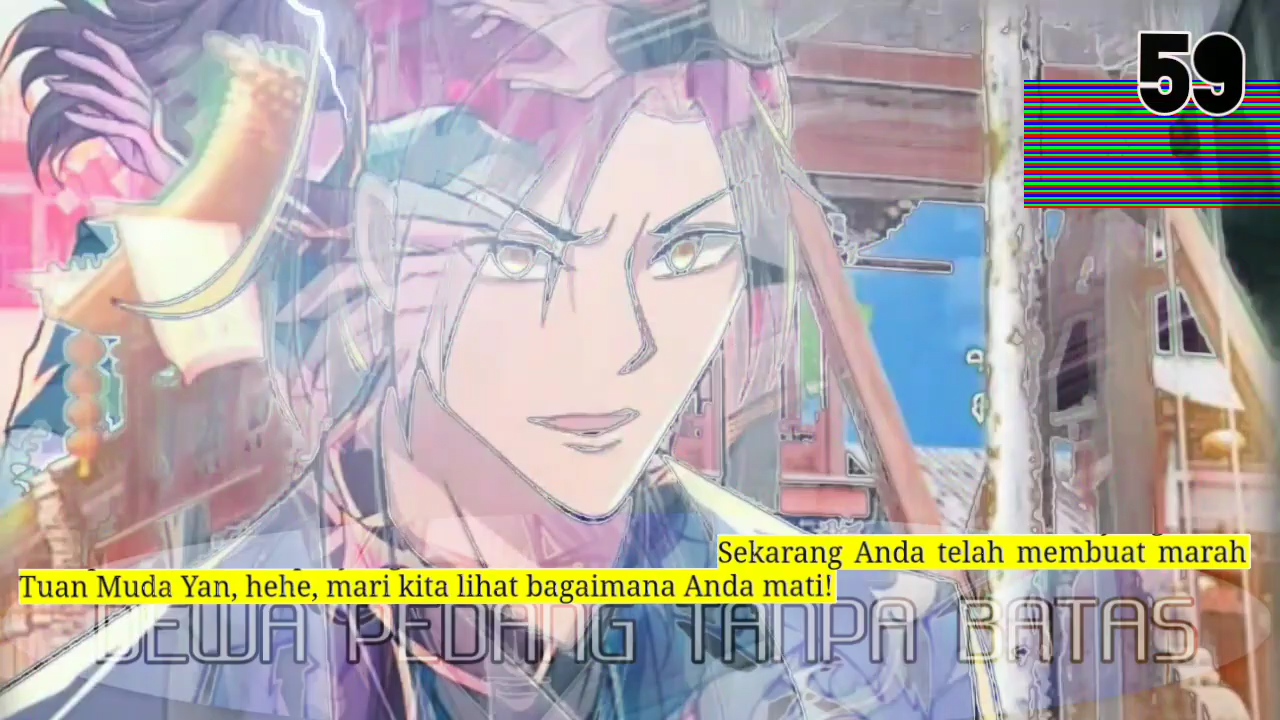 59
Sekarang Anda telah membuat marah
Tuan Muda Yan, hehe, mari kita lihat bagaimana Anda mati!
DEWA PEDANG TANPA BATAS